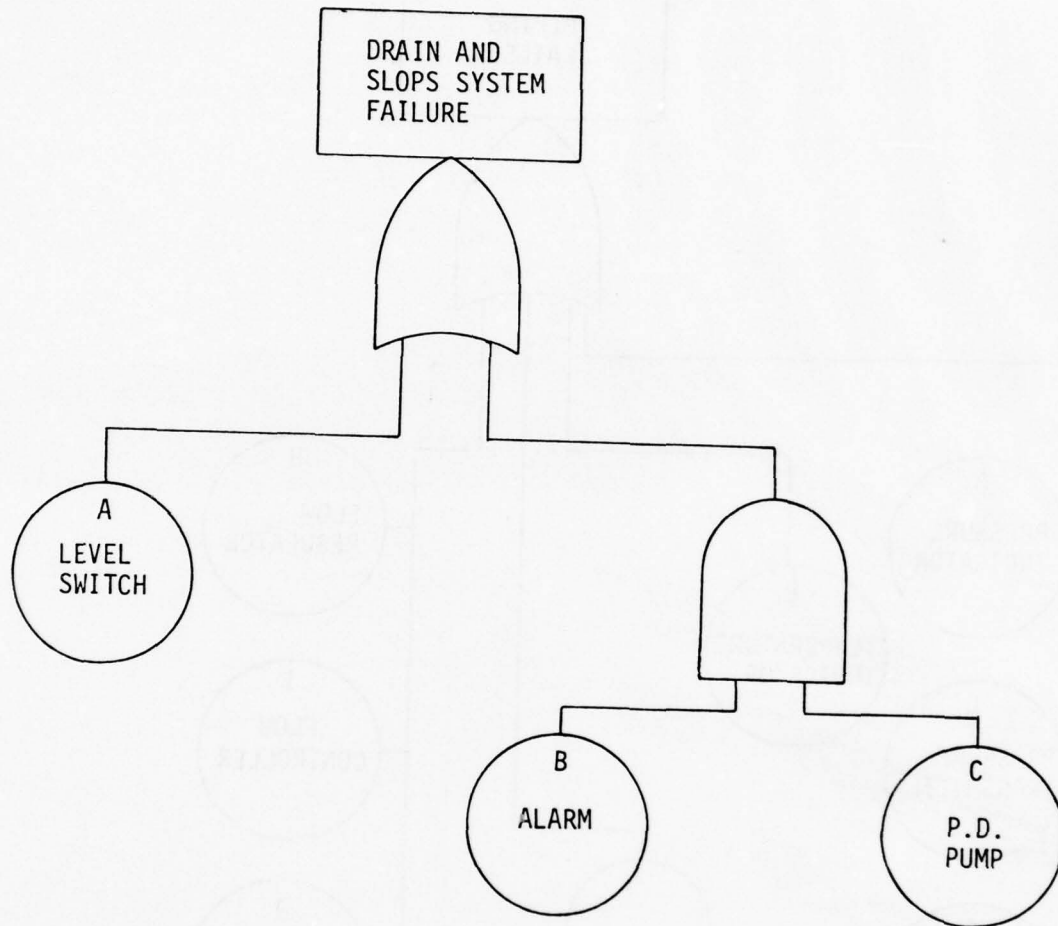 DRAIN AND
SLOPS SYSTEM
FAILURE
A
LEVEL
SWITCH
B
ALARM
C
P.D.
PUMP